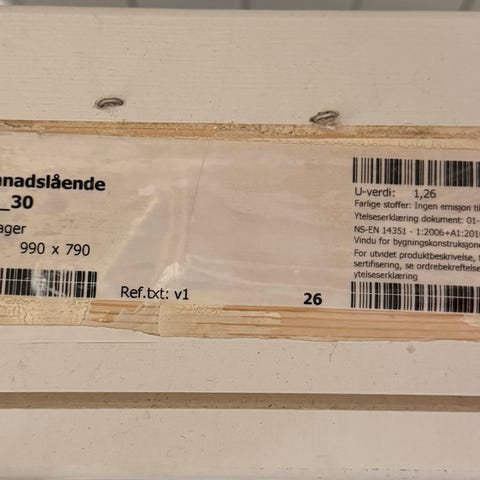 nnadslående
_30
ager
990 x 790
Ref.txt: v1
26
U-verdi: 1,26
Farlige stoffer: Ingen emisjon til
Ytelseserklæring dokument: 01-
NS-EN 14351 - 1:2006+A1:2010
Vindu for bygningskonstruksjone
For utvidet produktbeskrivelse, t
sertifisering, se ordrebekreftelse
ytelseserklæring